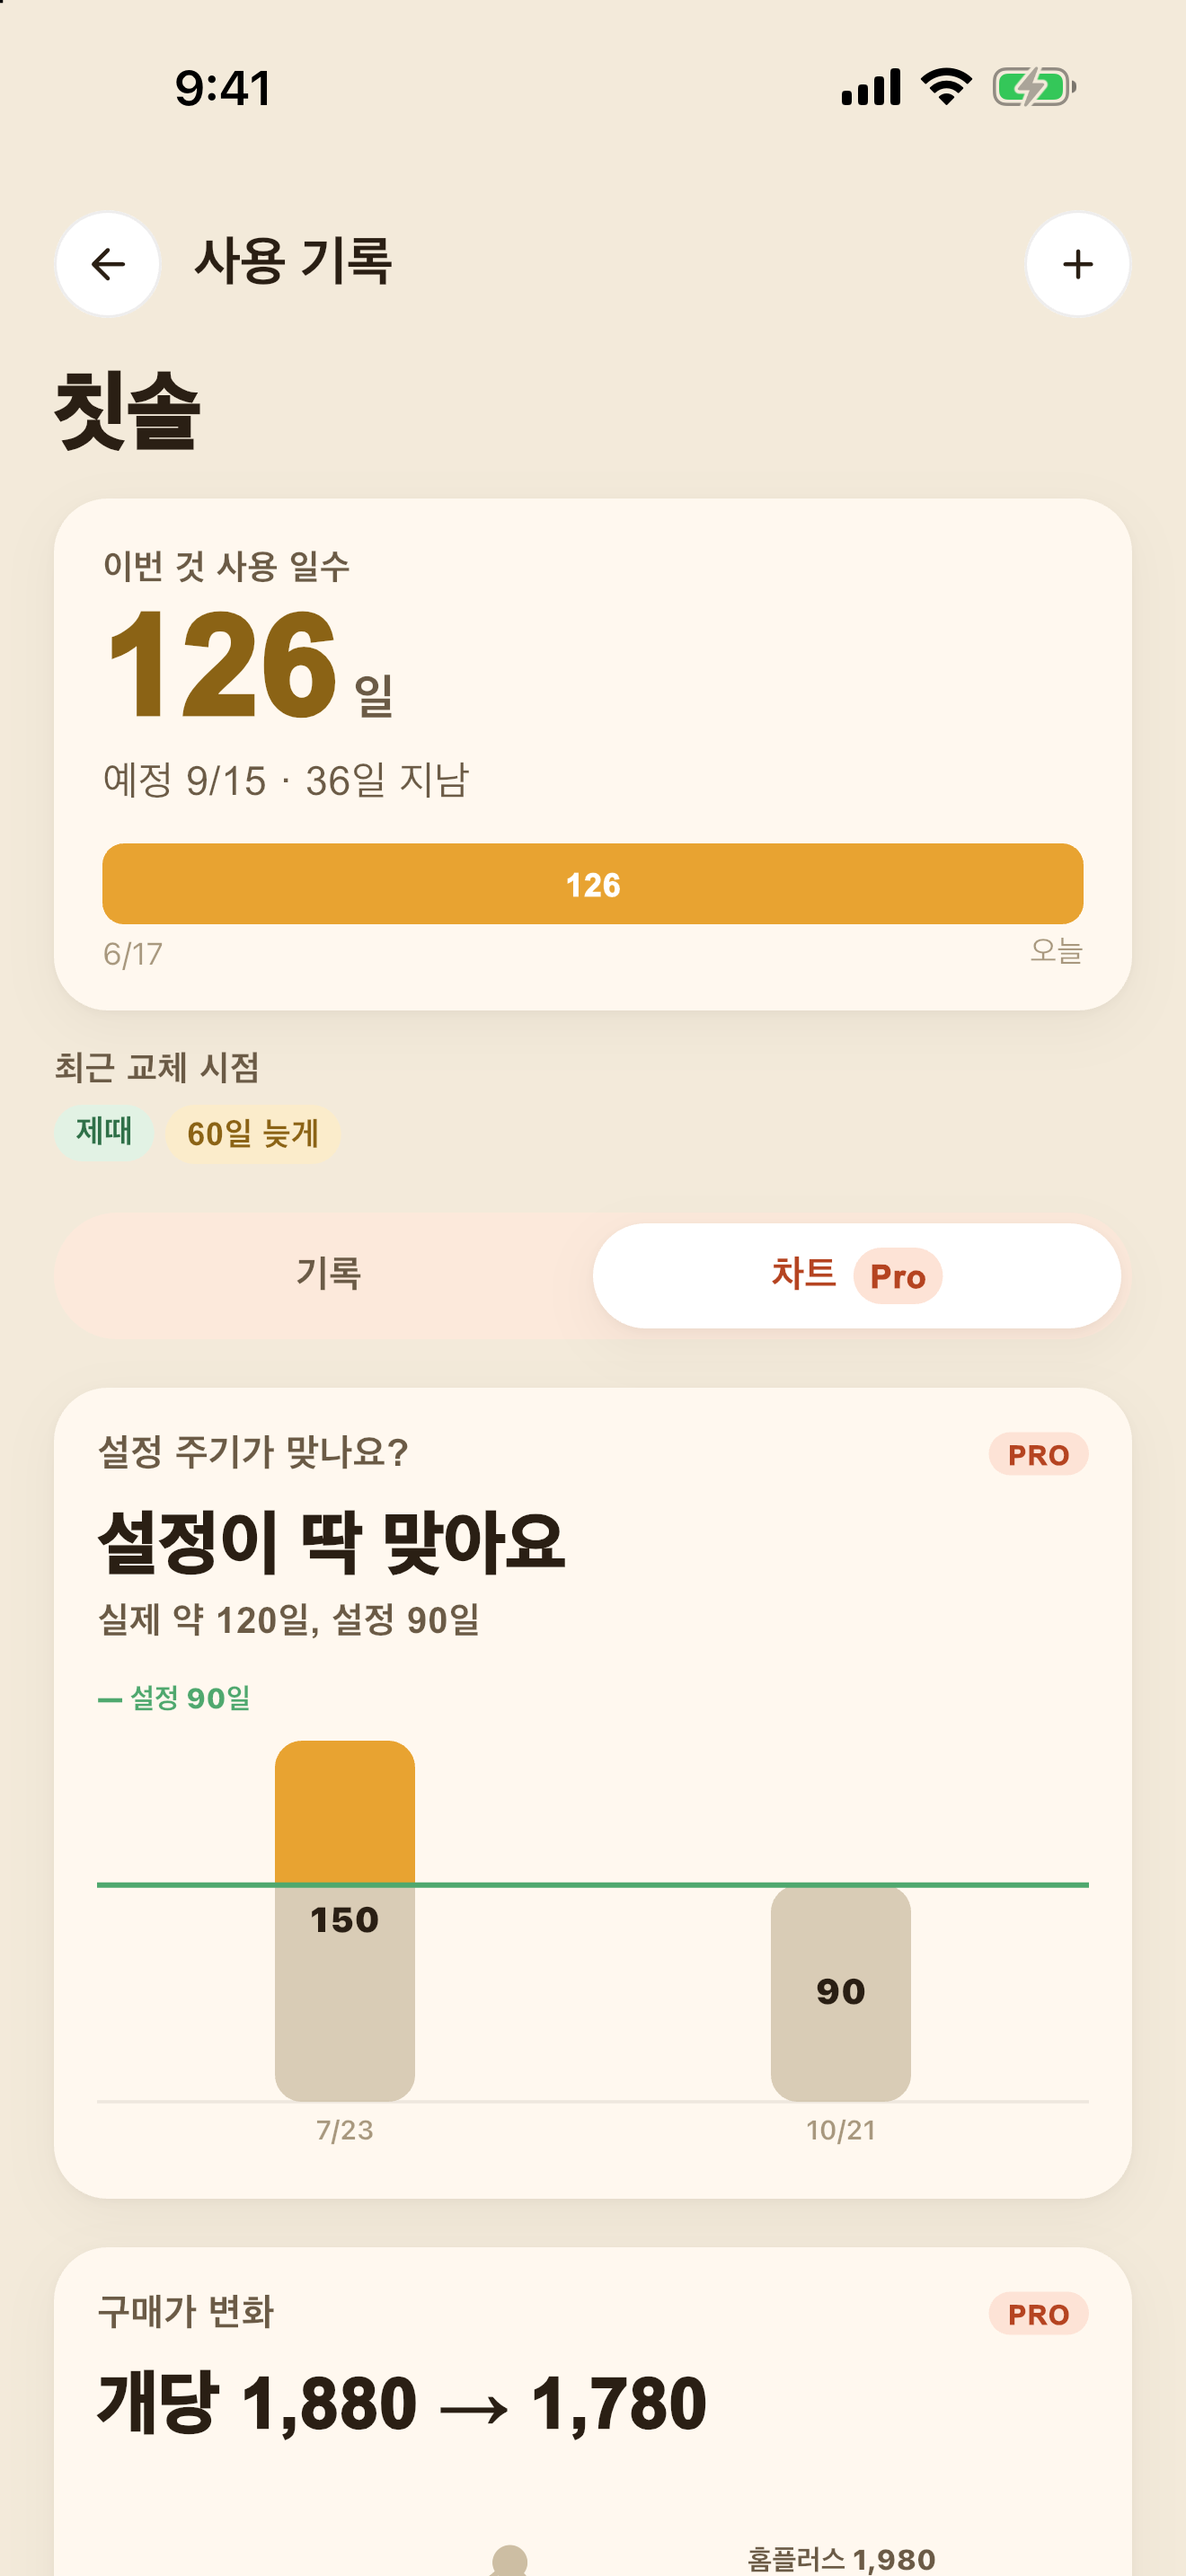 9:41
사용 기록
칫솔
이번 것 사용 일수
126 일
예정 9/15 · 36일 지남
126
6/17 오늘
최근 교체 시점
제때 60일 늦게
기록 차트 Pro
설정 주기가 맞나요? PRO
설정이 딱 맞아요
실제 약 120일, 설정 90일
설정 90일
150
90
7/23 10/21
구매가 변화 PRO
개당 1,880 → 1,780
홈플러스 1,980